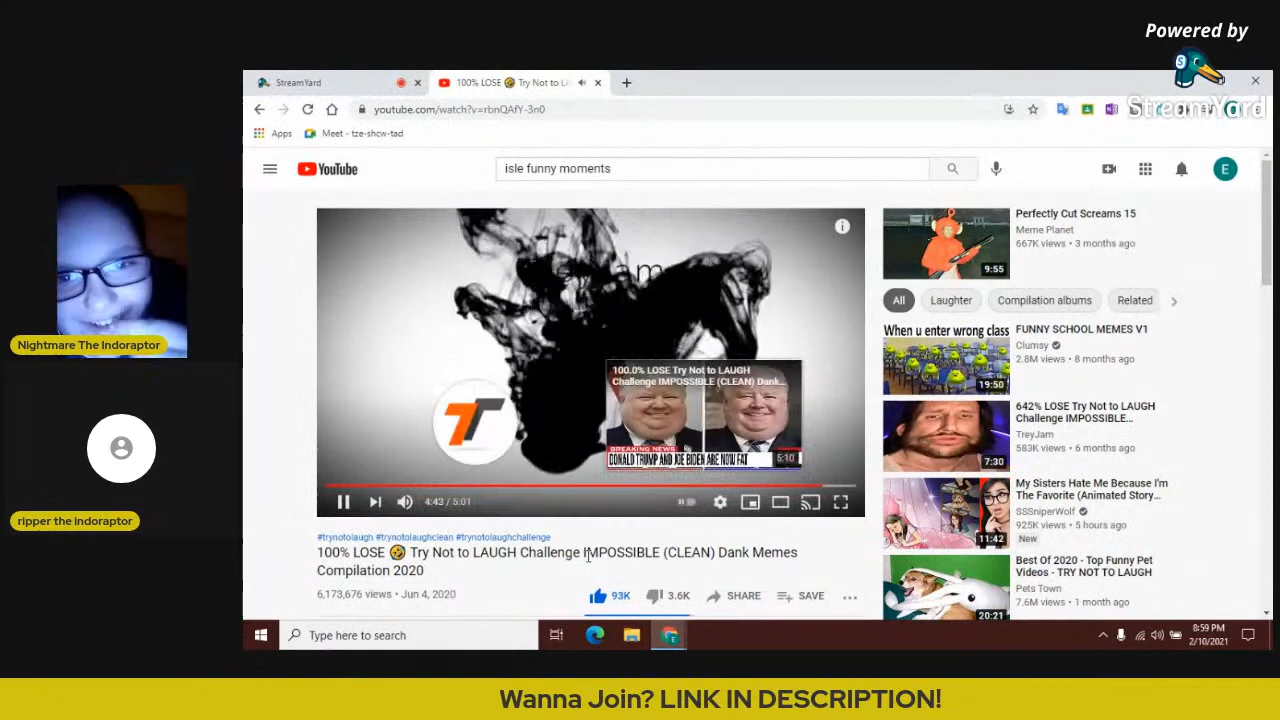 Powered by
StreamYard
StreamYard
100% LOSE 🤣 Try Not to L
youtube.com/watch?v=rbnQAfY-3n0
Apps
Meet - tze-shcw-tad
YouTube
isle funny moments
E
100.0% LOSE Try Not to LAUGH
Challenge IMPOSSIBLE (CLEAN) Dank...
BREAKING NEWS
DONALD TRUMP AND JOE BIDEN ARE NOW FAT
5:10
4:43 / 5:01
#trynotolaugh #trynotolaughclean #trynotolaughchallenge
100% LOSE 🤣 Try Not to LAUGH Challenge IMPOSSIBLE (CLEAN) Dank Memes
Compilation 2020
6,173,676 views • Jun 4, 2020
93K
3.6K
SHARE
SAVE
Perfectly Cut Screams 15
Meme Planet
667K views • 3 months ago
9:55
All
Laughter
Compilation albums
Related
When u enter wrong class
FUNNY SCHOOL MEMES V1
Clumsy
2.8M views • 8 months ago
19:50
642% LOSE Try Not to LAUGH
Challenge IMPOSSIBLE...
TreyJam
583K views • 6 months ago
7:30
My Sisters Hate Me Because I'm
The Favorite (Animated Story...
SSSniperWolf
925K views • 5 hours ago
New
11:42
Best Of 2020 - Top Funny Pet
Videos - TRY NOT TO LAUGH
Pets Town
7.6M views • 1 month ago
20:21
Nightmare The Indoraptor
ripper the indoraptor
Type here to search
8:59 PM
2/10/2021
Wanna Join? LINK IN DESCRIPTION!